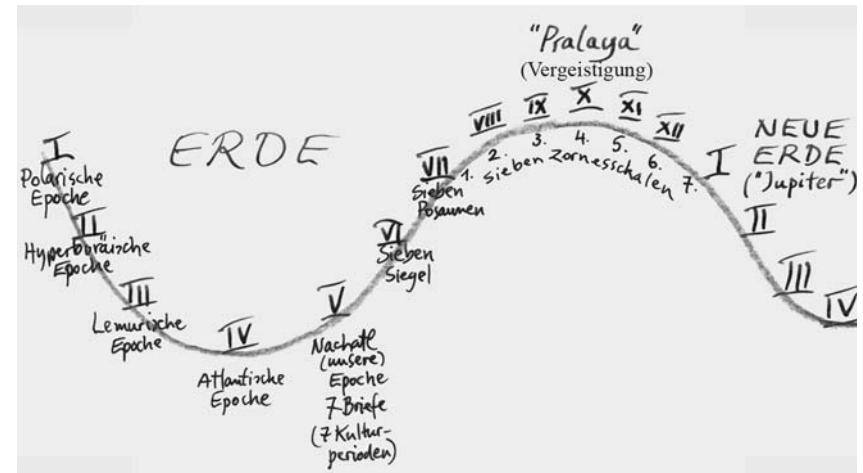 "Pralaya"
(Vergeistigung)
ERDE
NEUE
ERDE
("Jupiter")
I
Polarische
Epoche
II
Hyperboräische
Epoche
III
Lemurische
Epoche
IV
Atlantische
Epoche
V
Nachatl
(unsere)
Epoche
7 Briefe
(7 Kultur-
perioden)
VI
Sieben
Siegel
VII
Sieben
Posaunen
VIII
IX
X
XI
XII
1. 2. 3. 4. 5. 6. 7.
Sieben Zornesschalen
I
II
III
IV